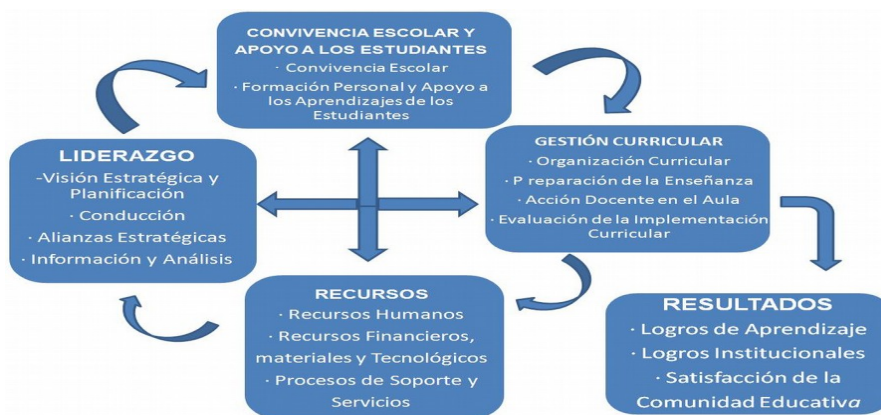 CONVIVENCIA ESCOLAR Y
APOYO A LOS ESTUDIANTES
· Convivencia Escolar
· Formación Personal y Apoyo a
los Aprendizajes de los
Estudiantes
LIDERAZGO
-Visión Estratégica y
Planificación
· Conducción
· Alianzas Estratégicas
· Información y Análisis
GESTIÓN CURRICULAR
· Organización Curricular
· P reparación de la Enseñanza
· Acción Docente en el Aula
· Evaluación de la Implementación
Curricular
RECURSOS
· Recursos Humanos
· Recursos Financieros,
materiales y Tecnológicos
· Procesos de Soporte y
Servicios
RESULTADOS
· Logros de Aprendizaje
· Logros Institucionales
· Satisfacción de la
Comunidad Educativa